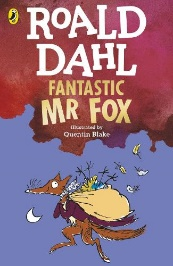 ROALD
DAHL
FANTASTIC
MR FOX
illustrated by
Quentin Blake